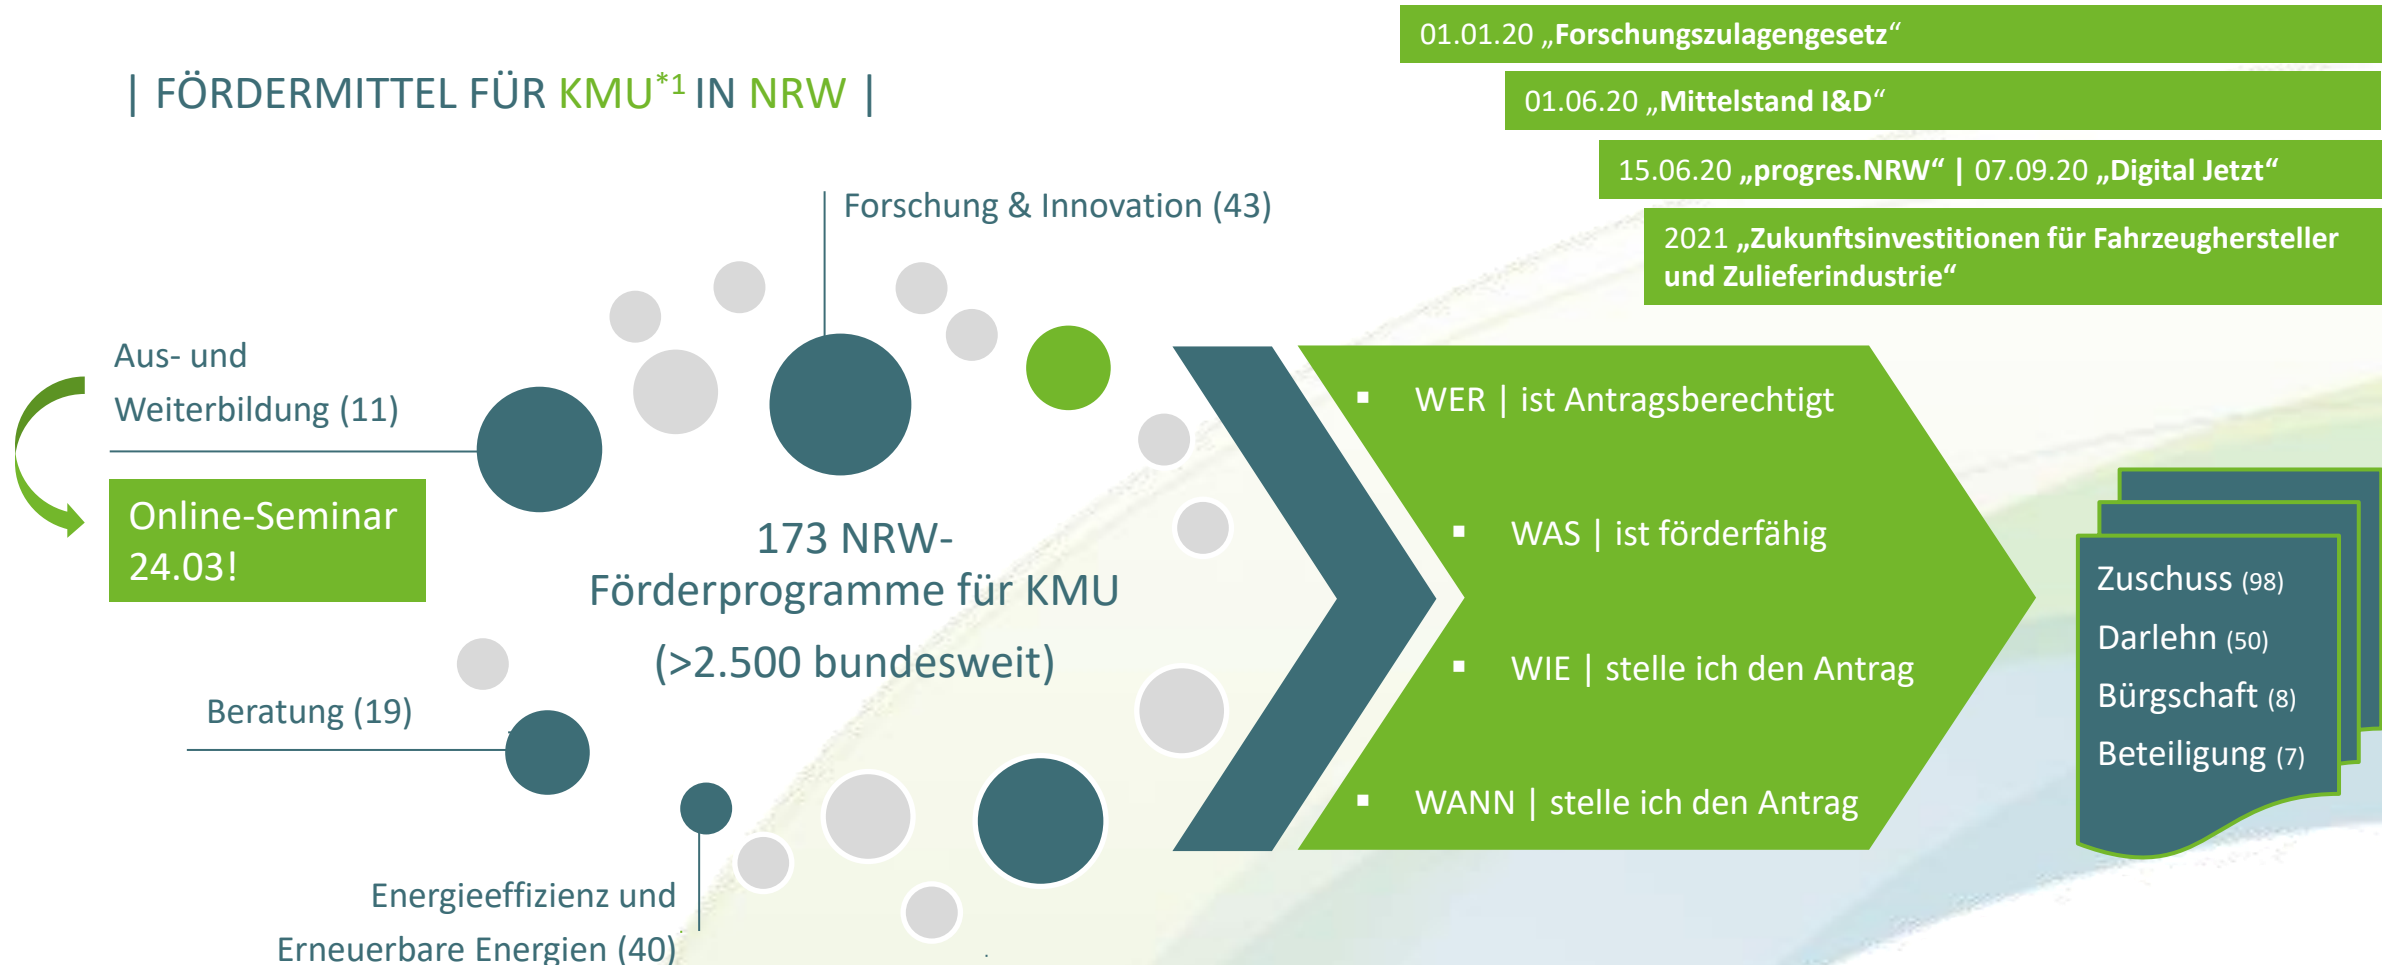 | FÖRDERMITTEL FÜR KMU*1 IN NRW |
01.01.20 „Forschungszulagengesetz“
01.06.20 „Mittelstand I&D“
15.06.20 „progres.NRW“ | 07.09.20 „Digital Jetzt“
2021 „Zukunftsinvestitionen für Fahrzeughersteller
und Zulieferindustrie“
Forschung & Innovation (43)
Aus- und
Weiterbildung (11)
Online-Seminar
24.03!
173 NRW-
Förderprogramme für KMU
(>2.500 bundesweit)
Beratung (19)
Energieeffizienz und
Erneuerbare Energien (40)
▪ WER | ist Antragsberechtigt
▪ WAS | ist förderfähig
▪ WIE | stelle ich den Antrag
▪ WANN | stelle ich den Antrag
Zuschuss (98)
Darlehn (50)
Bürgschaft (8)
Beteiligung (7)